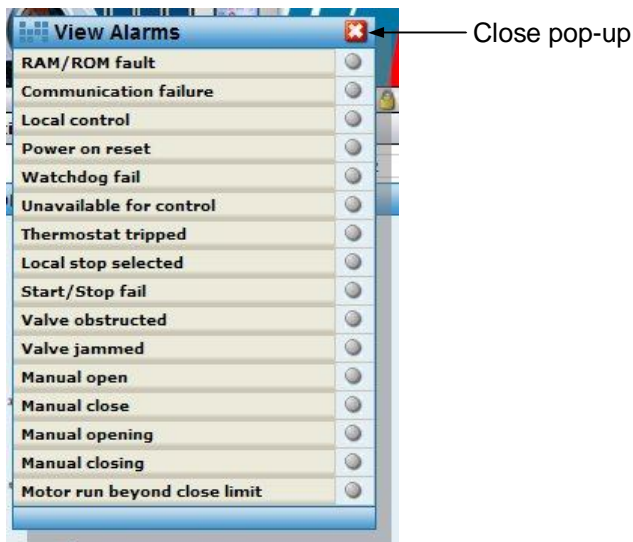 View Alarms
Close pop-up
RAM/ROM fault
Communication failure
Local control
Power on reset
Watchdog fail
Unavailable for control
Thermostat tripped
Local stop selected
Start/Stop fail
Valve obstructed
Valve jammed
Manual open
Manual close
Manual opening
Manual closing
Motor run beyond close limit